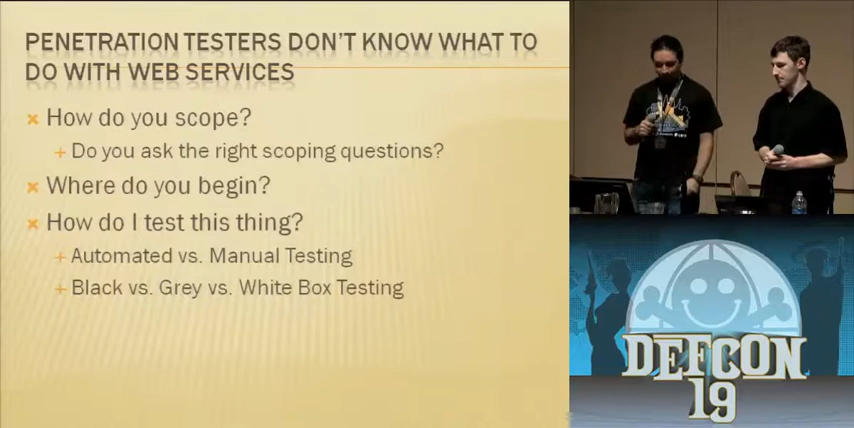 PENETRATION TESTERS DON'T KNOW WHAT TO
DO WITH WEB SERVICES
How do you scope?
Do you ask the right scoping questions?
Where do you begin?
How do I test this thing?
Automated vs. Manual Testing
Black vs. Grey vs. White Box Testing
DEFCON
19